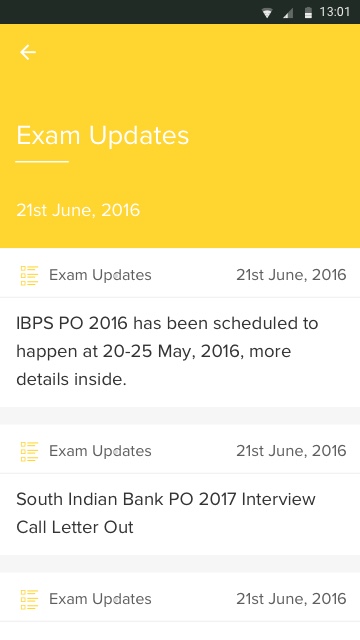 13:01
Exam Updates
21st June, 2016
Exam Updates 21st June, 2016
IBPS PO 2016 has been scheduled to
happen at 20-25 May, 2016, more
details inside.
Exam Updates 21st June, 2016
South Indian Bank PO 2017 Interview
Call Letter Out
Exam Updates 21st June, 2016